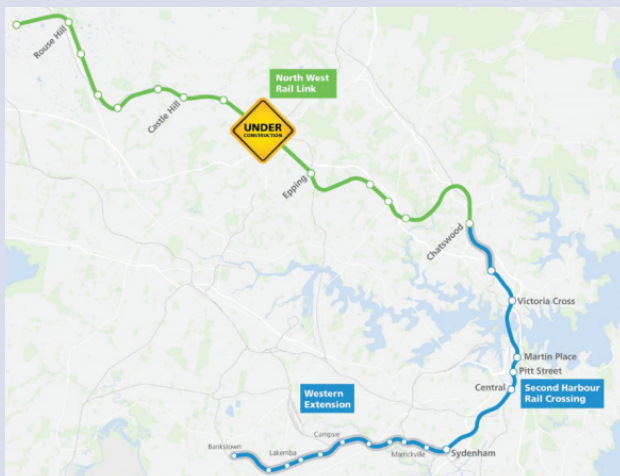 Rouse Hill
Castle Hill
North West
Rail Link
UNDER
CONSTRUCTION
Epping
Chatswood
Victoria Cross
Martin Place
Pitt Street
Central
Second Harbour
Rail Crossing
Western
Extension
Bankstown
Lakemba
Campsie
Marrickville
Sydenham